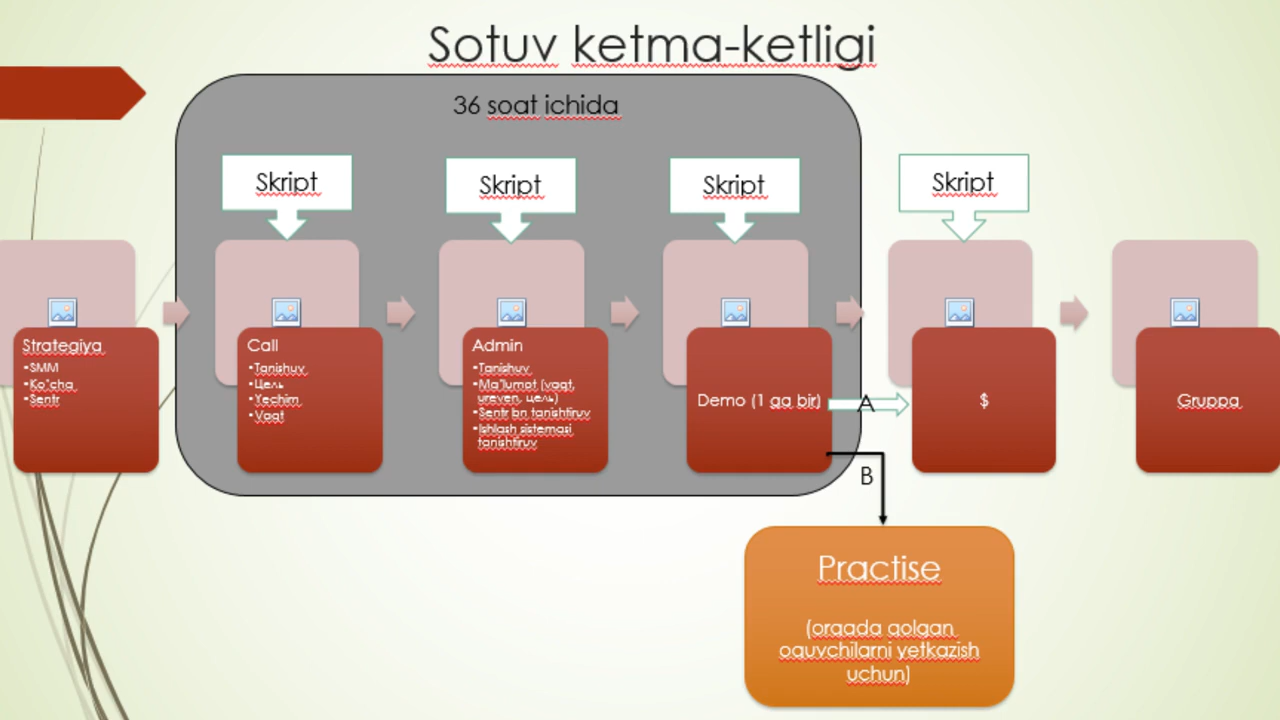 Sotuv ketma-ketligi
36 soat ichida
Skript
Skript
Skript
Skript
Strategiya
•SMM
•Ko'cha
•Sentr
Call
•Tanishuv
•Цель
•Yechim
•Vaqt
Admin
•Tanishuv
•Ma'lumot (vaqt,
ureven, цель)
•Sentr bn tanishtiruv
•Ishlash sistemasi
tanishtiruv
Demo (1 ga bir)
A
$
Gruppa
B
Practise
(orqada qolgan
oquvchilarni yetkazish
uchun)